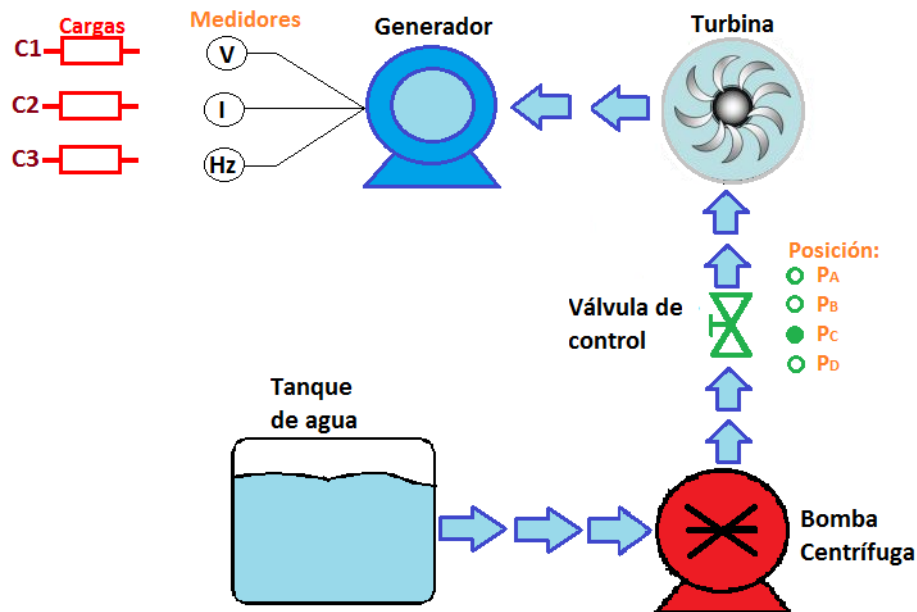 Cargas
C1
C2
C3
Medidores
V
I
Hz
Generador
Turbina
Posición:
PA
PB
PC
PD
Válvula de
control
Tanque
de agua
Bomba
Centrífuga